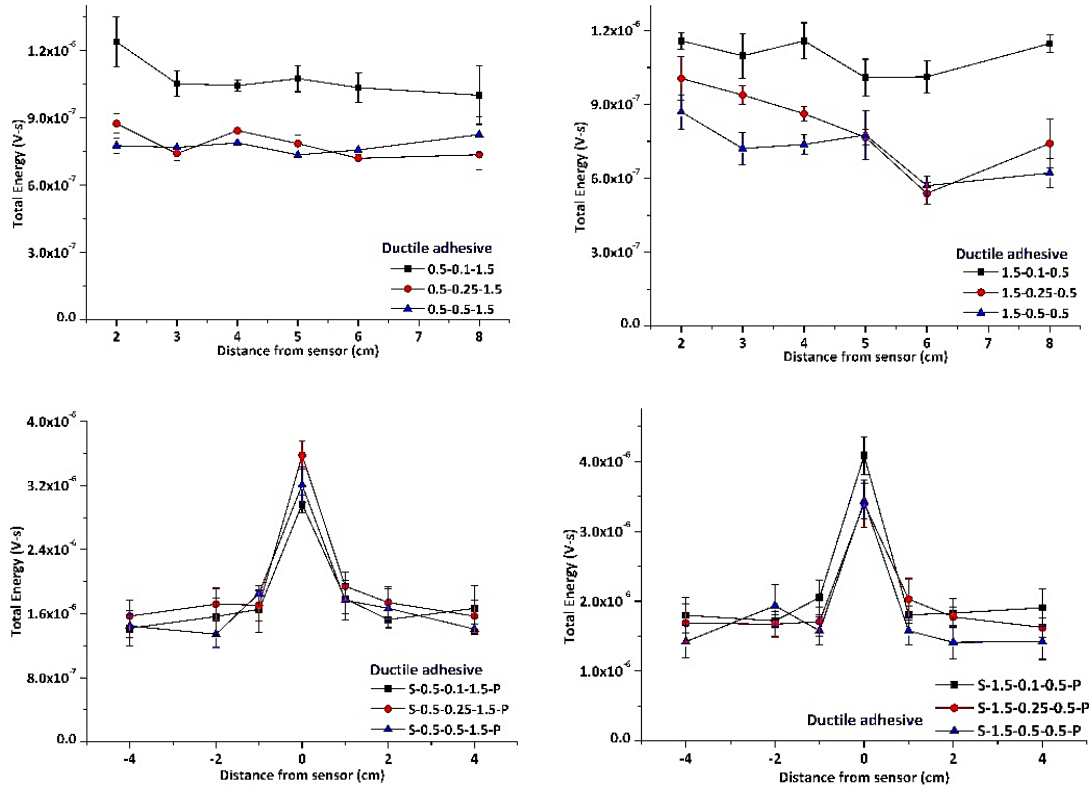 1.2x10⁻⁶
9.0x10⁻⁷
6.0x10⁻⁷
3.0x10⁻⁷
0.0
Total Energy (V-s)
Ductile adhesive
0.5-0.1-1.5
0.5-0.25-1.5
0.5-0.5-1.5
2 3 4 5 6 7 8
Distance from sensor (cm)
1.2x10⁻⁶
9.0x10⁻⁷
6.0x10⁻⁷
3.0x10⁻⁷
0.0
Total Energy (V-s)
Ductile adhesive
1.5-0.1-0.5
1.5-0.25-0.5
1.5-0.5-0.5
2 3 4 5 6 7 8
Distance from sensor (cm)
4.0x10⁻⁶
3.2x10⁻⁶
2.4x10⁻⁶
1.6x10⁻⁶
8.0x10⁻⁷
0.0
Total Energy (V-s)
Ductile adhesive
S-0.5-0.1-1.5-P
S-0.5-0.25-1.5-P
S-0.5-0.5-1.5-P
-4 -2 0 2 4
Distance from sensor (cm)
4.0x10⁻⁶
3.0x10⁻⁶
2.0x10⁻⁶
1.0x10⁻⁶
0.0
Total Energy (V-s)
S-1.5-0.1-0.5-P
S-1.5-0.25-0.5-P
Ductile adhesive
S-1.5-0.5-0.5-P
-4 -2 0 2 4
Distance from sensor (cm)